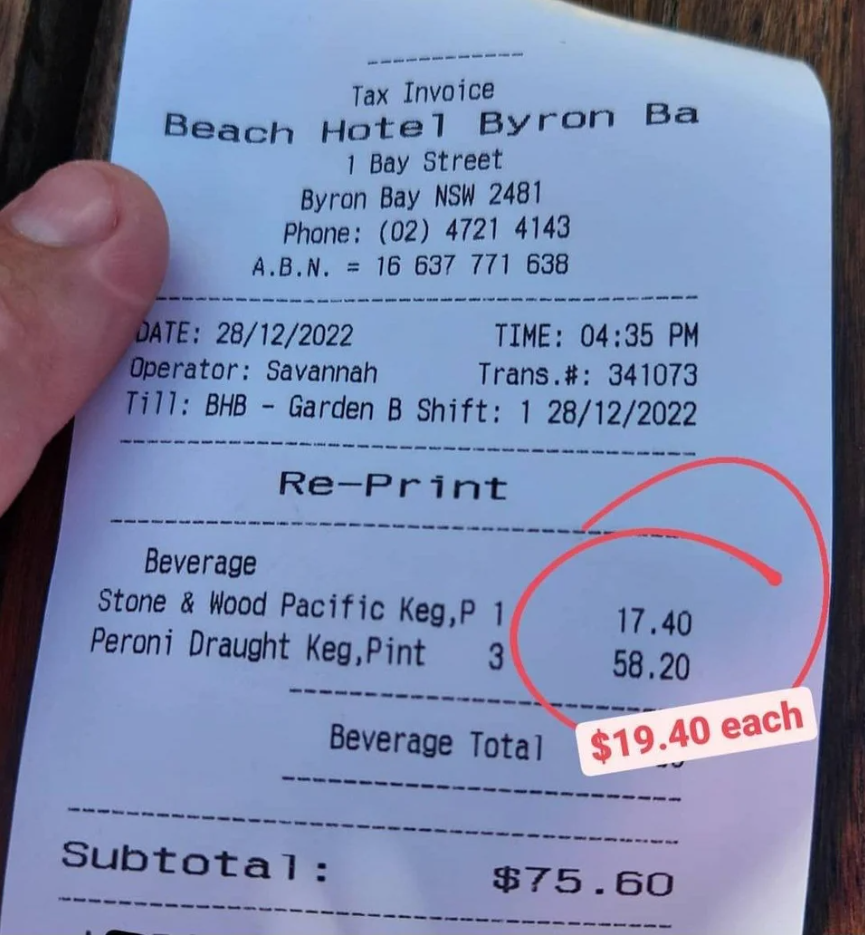 Tax Invoice
Beach Hotel Byron Ba
1 Bay Street
Byron Bay NSW 2481
Phone: (02) 4721 4143
A.B.N. = 16 637 771 638
DATE: 28/12/2022 TIME: 04:35 PM
Operator: Savannah Trans.#: 341073
Till: BHB - Garden B Shift: 1 28/12/2022
Re-Print
Beverage
Stone & Wood Pacific Keg,P 1 17.40
Peroni Draught Keg,Pint 3 58.20
$19.40 each
Beverage Total
Subtotal: $75.60